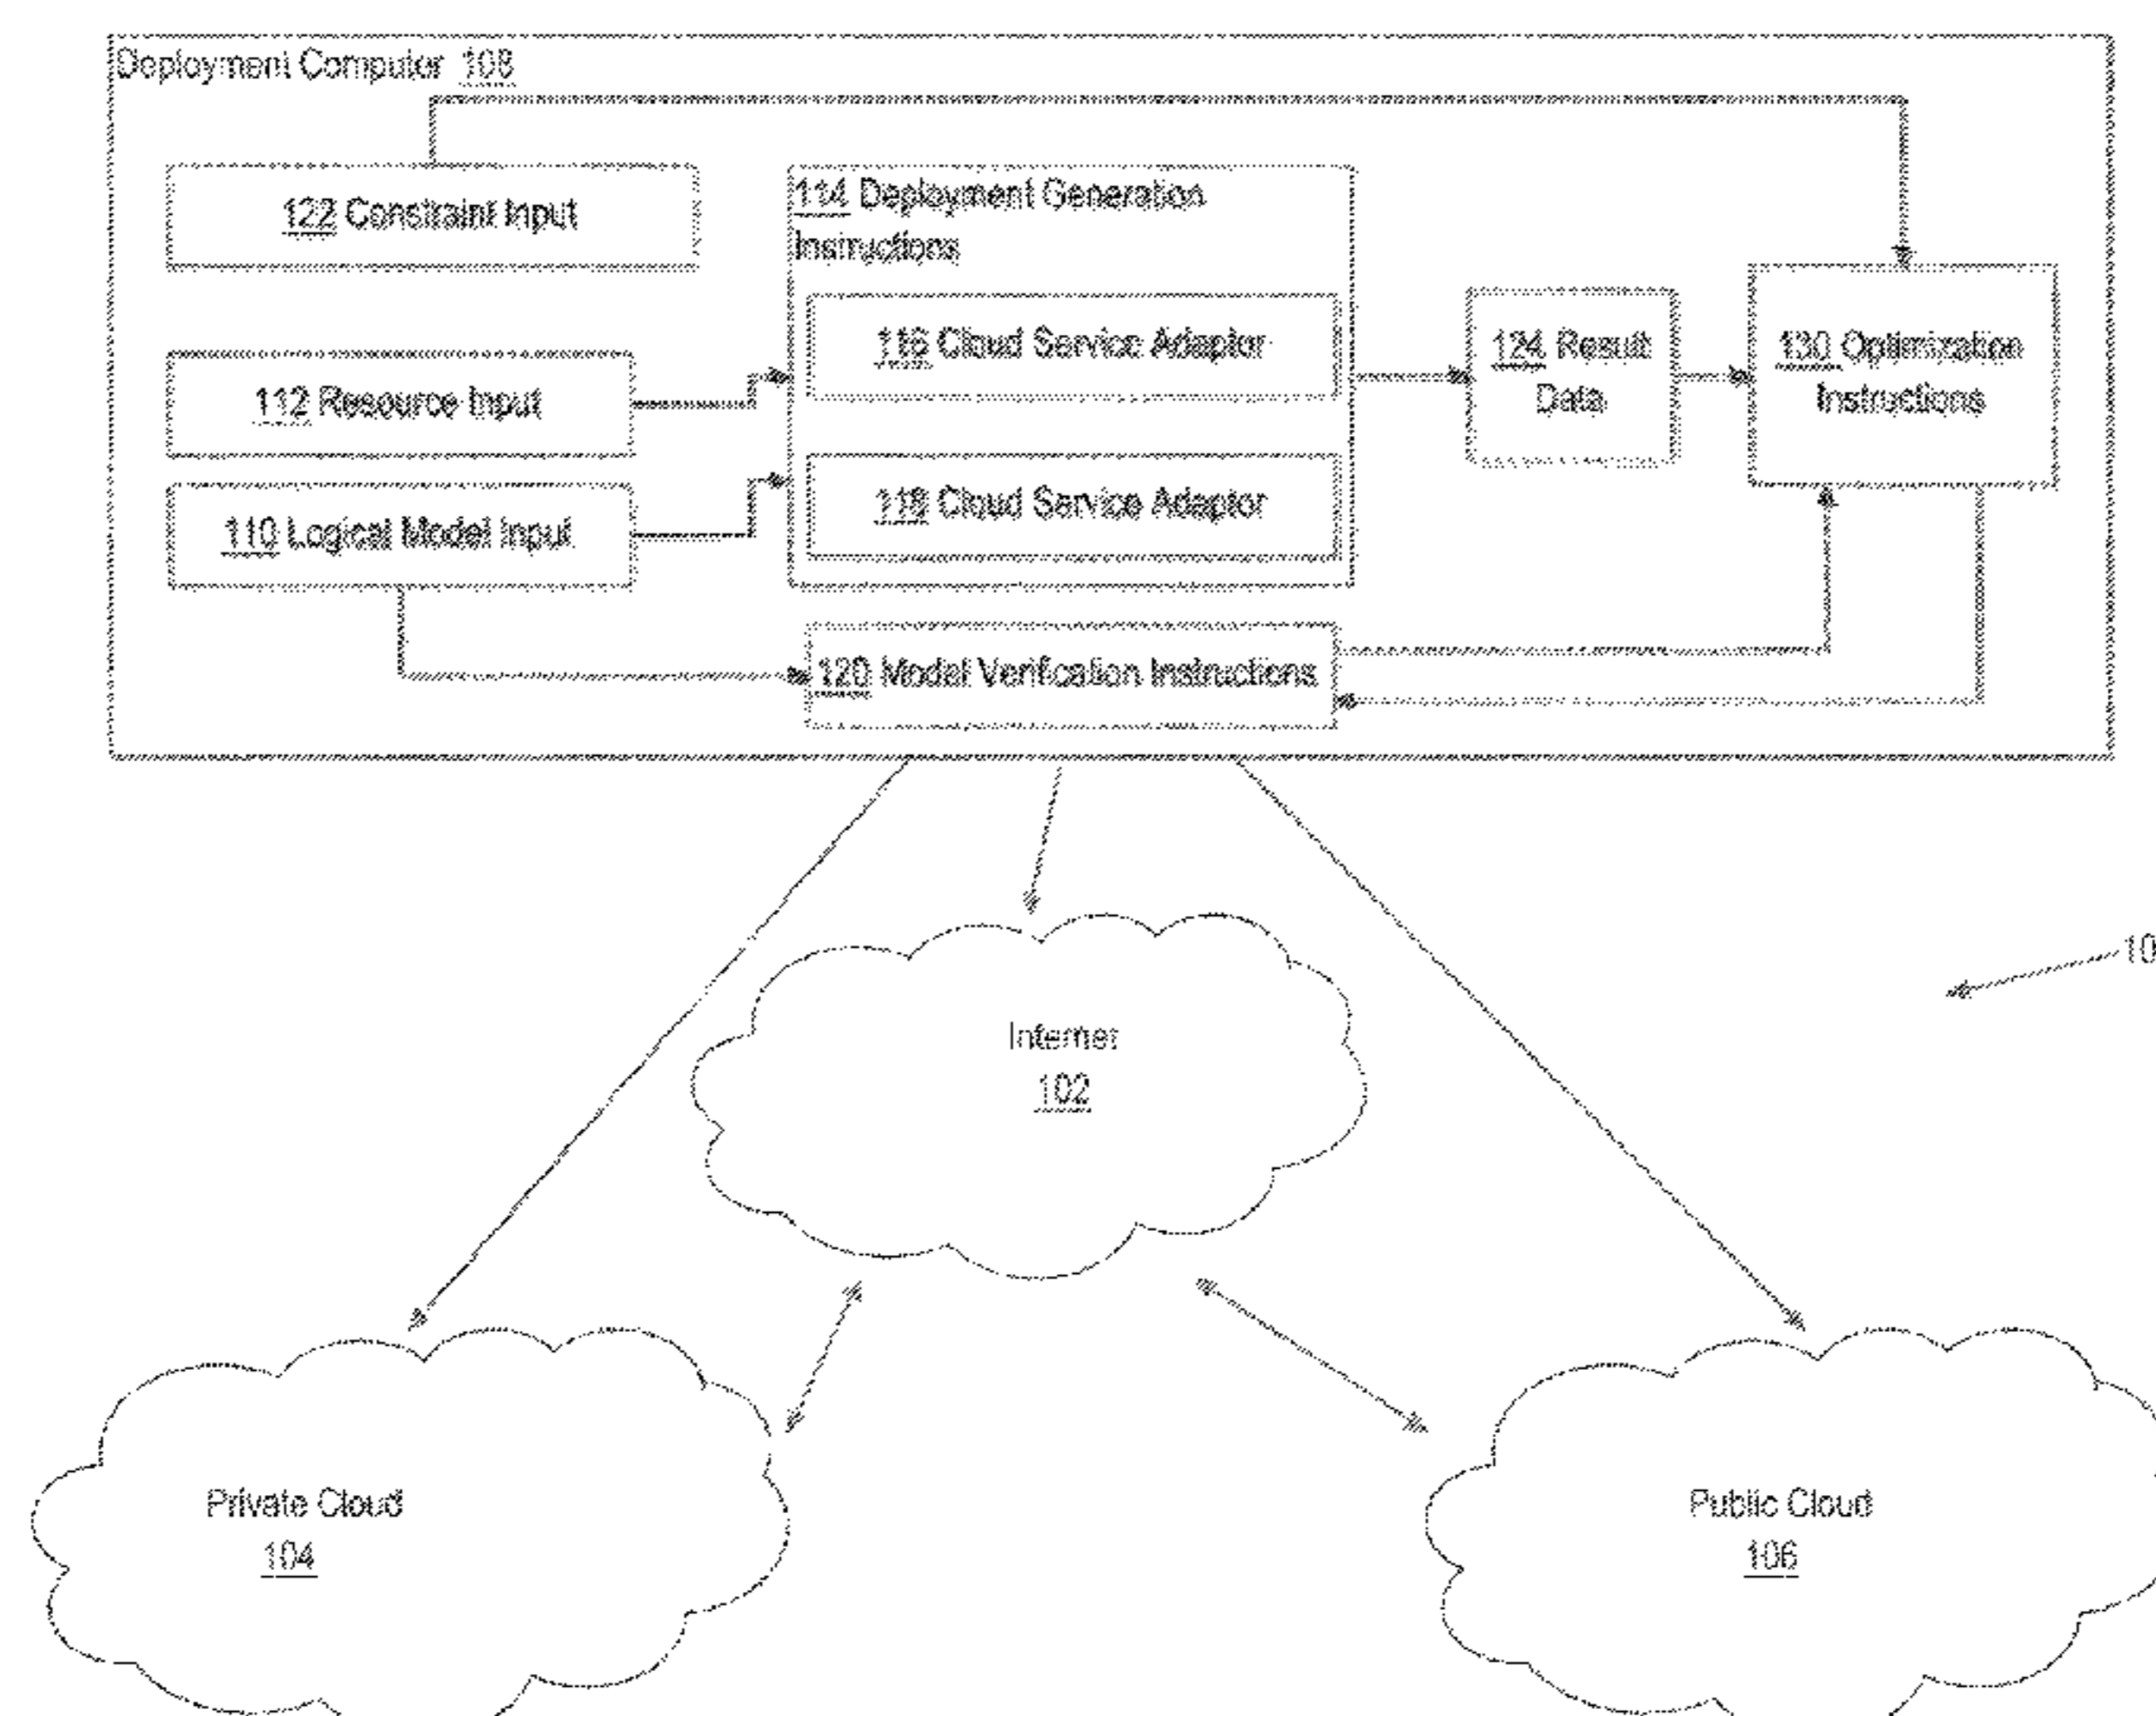 Deployment Computer 108
122 Constraint Input
114 Deployment Generation
Instructions
116 Cloud Service Adaptor
124 Result
Data
130 Optimization
Instructions
112 Resource Input
118 Cloud Service Adaptor
110 Logical Model Input
120 Model Verification Instructions
10
Internet
102
Private Cloud
104
Public Cloud
106